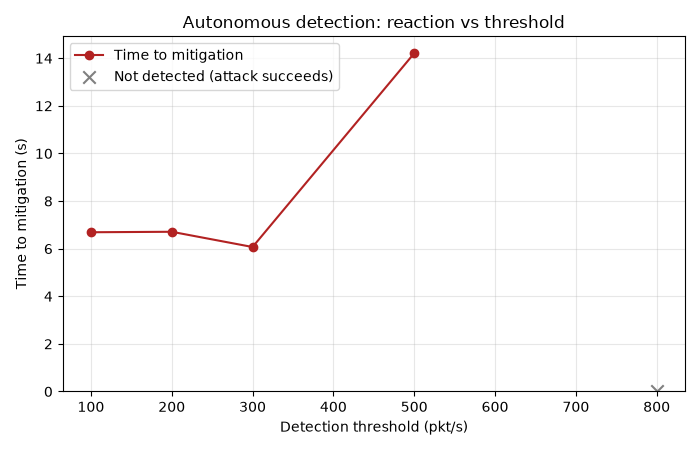 Autonomous detection: reaction vs threshold
Time to mitigation
Not detected (attack succeeds)
Time to mitigation (s)
14
12
10
8
6
4
2
0
100 200 300 400 500 600 700 800
Detection threshold (pkt/s)